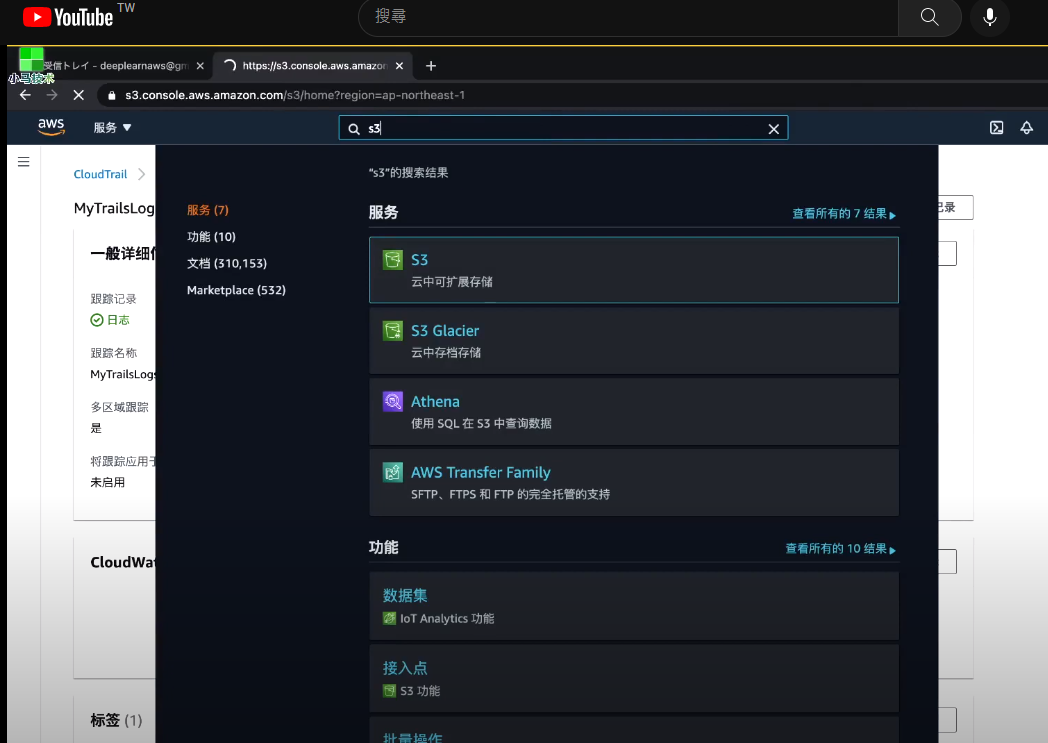 YouTube TW
搜尋
受信トレイ - deeplearnaws@gm
https://s3.console.aws.amazon
小马技术
s3.console.aws.amazon.com/s3/home?region=ap-northeast-1
aws
服务
s3
CloudTrail
MyTrailsLog
一般详细信
跟踪记录
日志
跟踪名称
MyTrailsLogs
多区域跟踪
是
将跟踪应用于
未启用
CloudWat
标签 (1)
"s3"的搜索结果
服务 (7)
功能 (10)
文档 (310,153)
Marketplace (532)
服务
查看所有的 7 结果
S3
云中可扩展存储
S3 Glacier
云中存档存储
Athena
使用 SQL 在 S3 中查询数据
AWS Transfer Family
SFTP、FTPS 和 FTP 的完全托管的支持
功能
查看所有的 10 结果
数据集
IoT Analytics 功能
接入点
S3 功能
批量操作
录